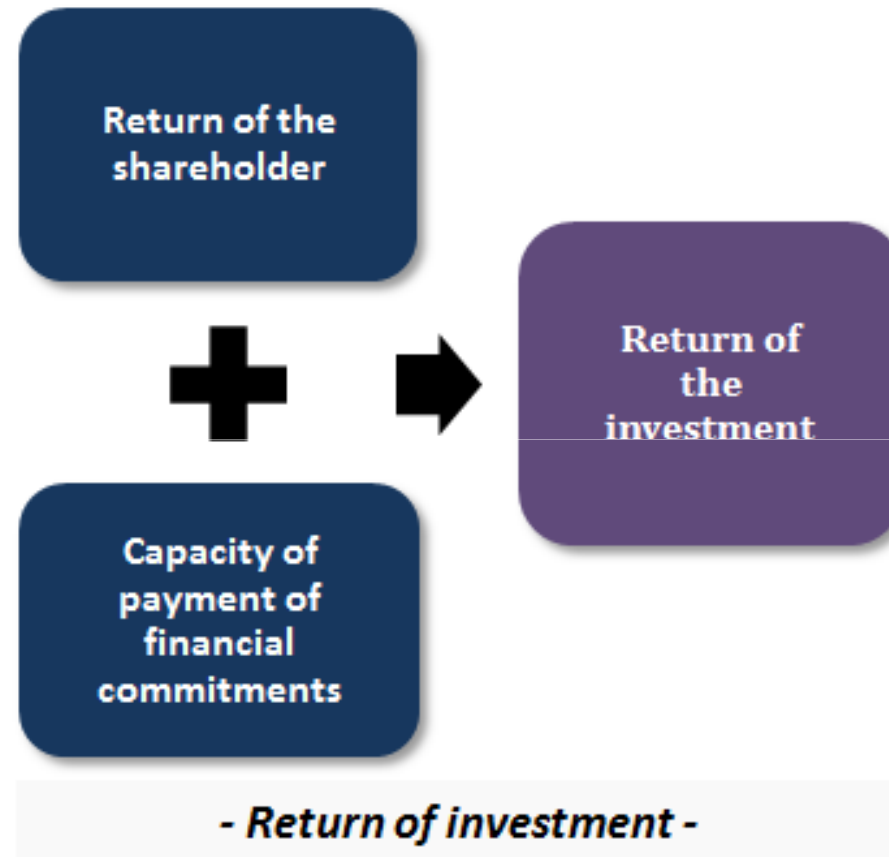 Return of the
shareholder
Return of
the
investment
Capacity of
payment of
financial
commitments
- Return of investment -